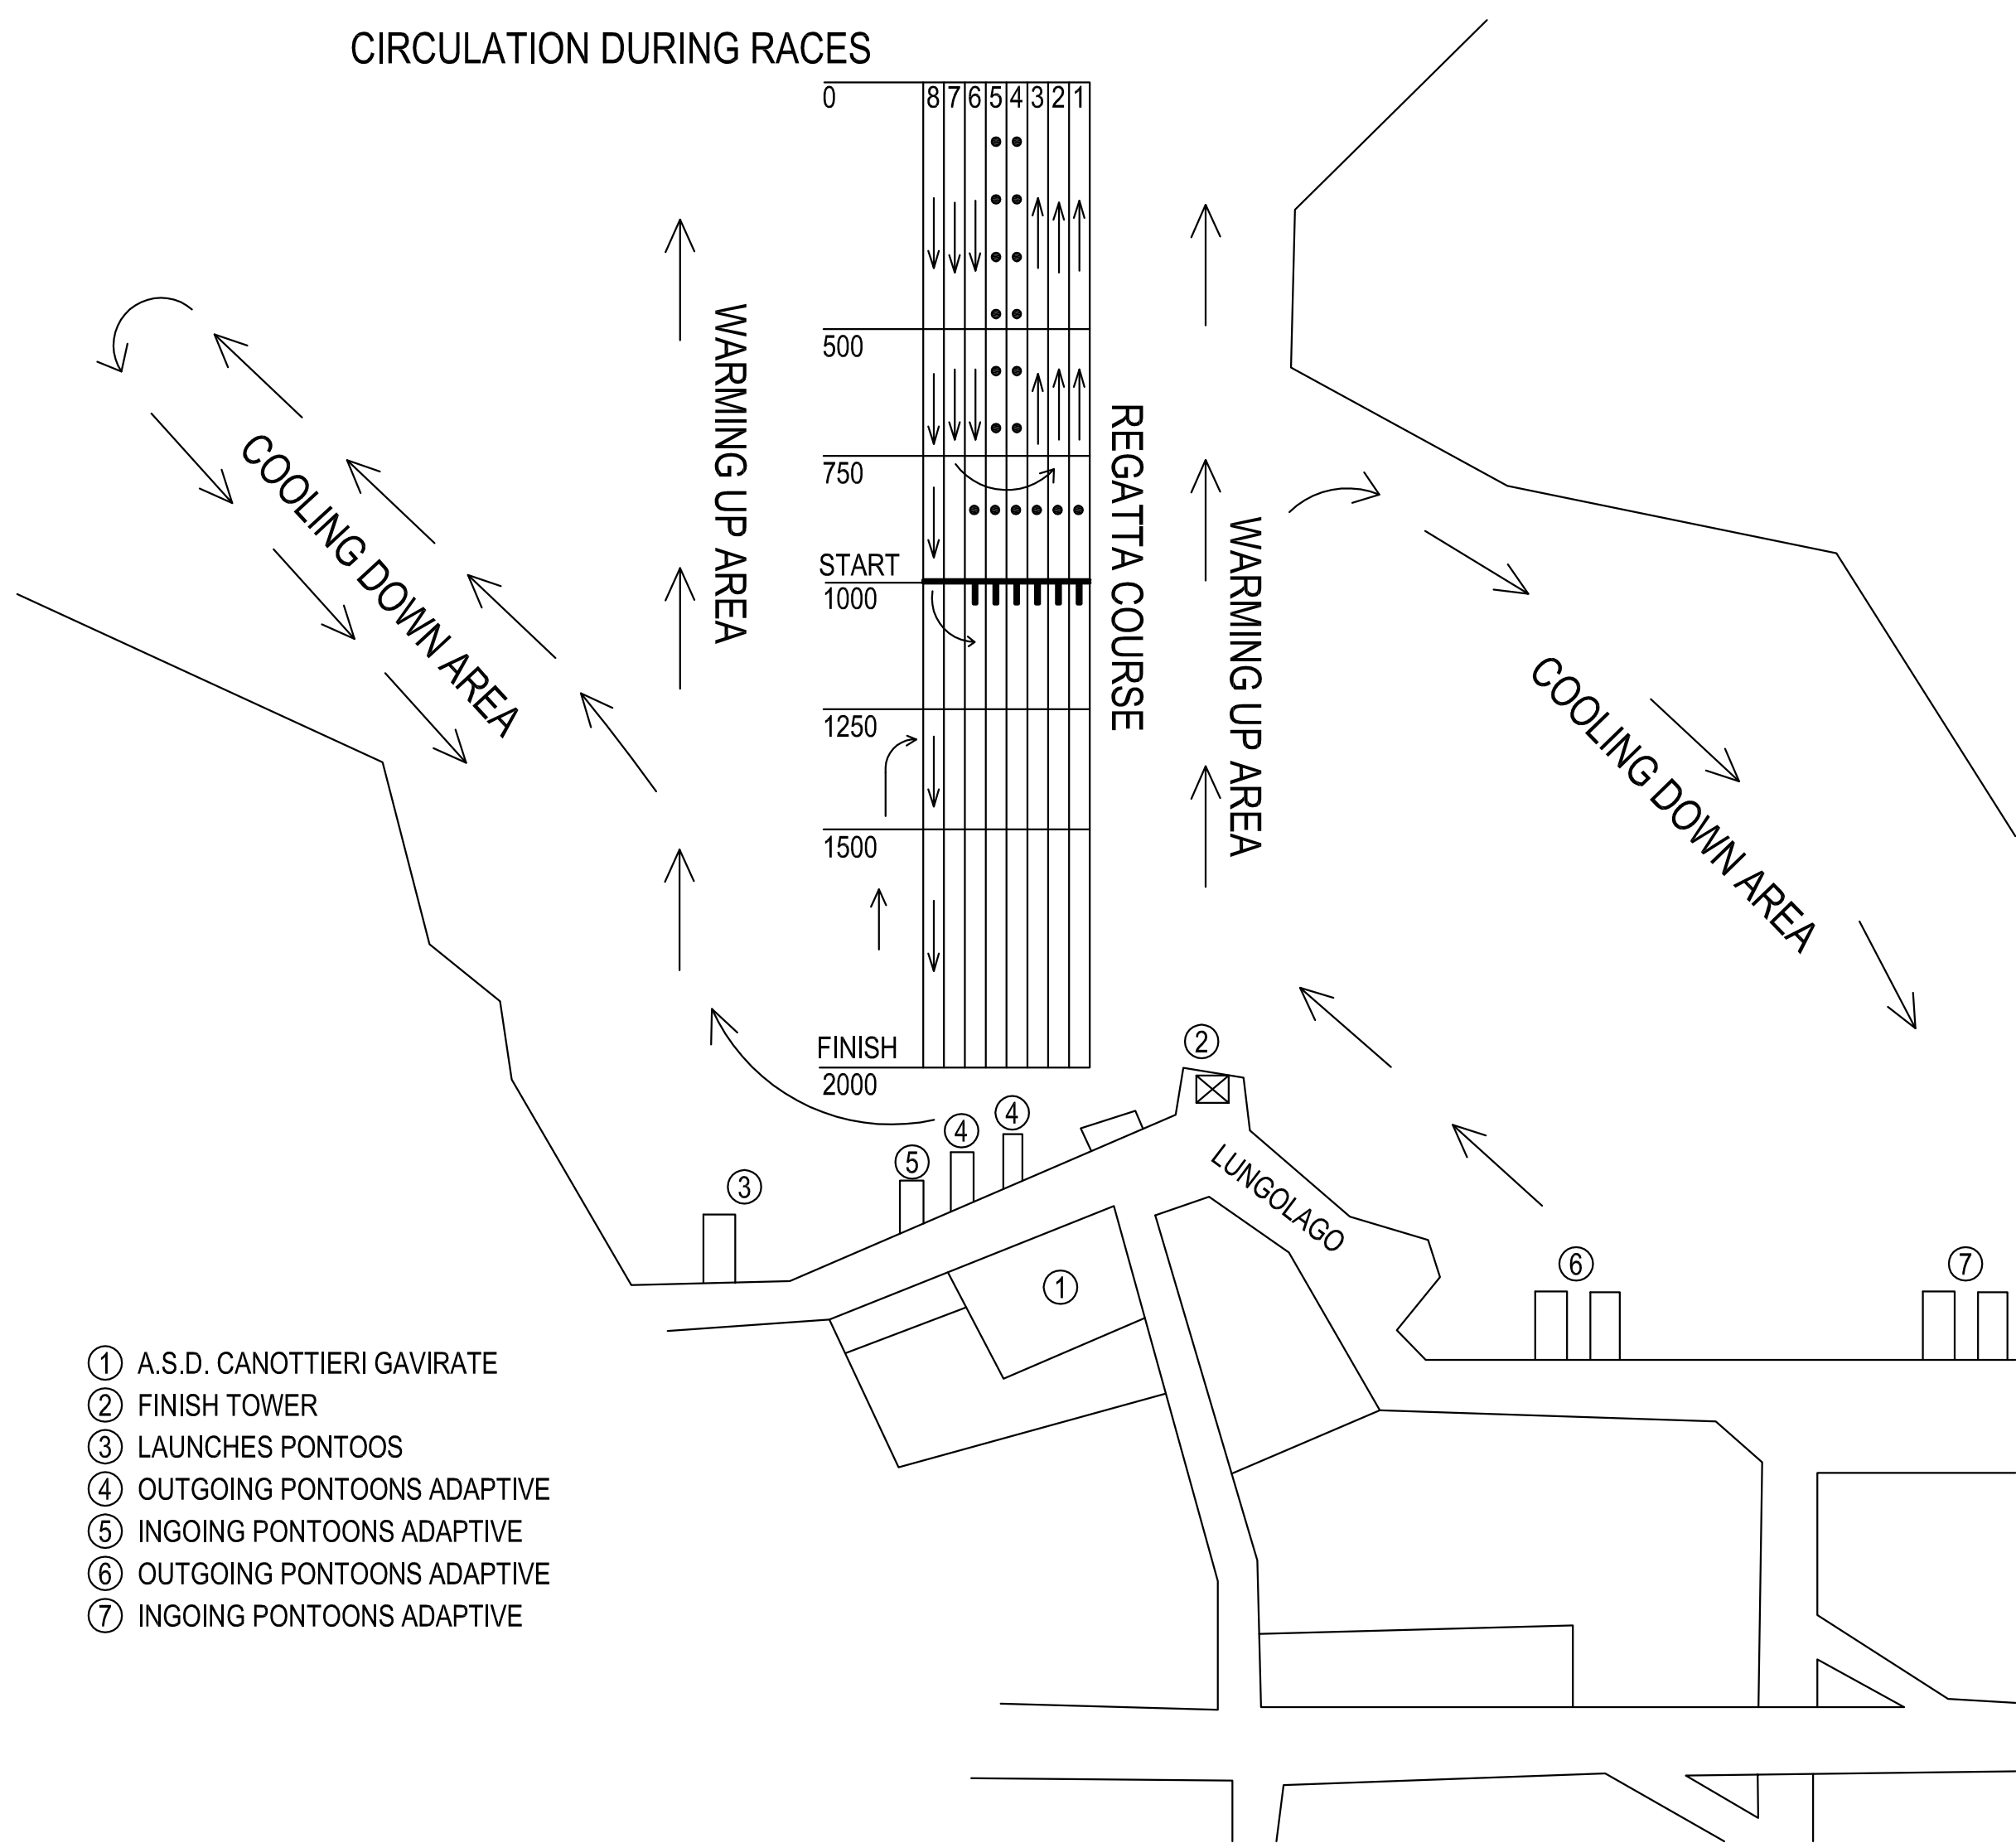 CIRCULATION DURING RACES
0
8 7 6 5 4 3 2 1
500
750
START
1000
1250
1500
FINISH
2000
WARMING UP AREA
REGATTA COURSE
WARMING UP AREA
COOLING DOWN AREA
COOLING DOWN AREA
2
4
4
5
3
LUNGOLAGO
6
7
1
1 A.S.D. CANOTTIERI GAVIRATE
2 FINISH TOWER
3 LAUNCHES PONTOOS
4 OUTGOING PONTOONS ADAPTIVE
5 INGOING PONTOONS ADAPTIVE
6 OUTGOING PONTOONS ADAPTIVE
7 INGOING PONTOONS ADAPTIVE